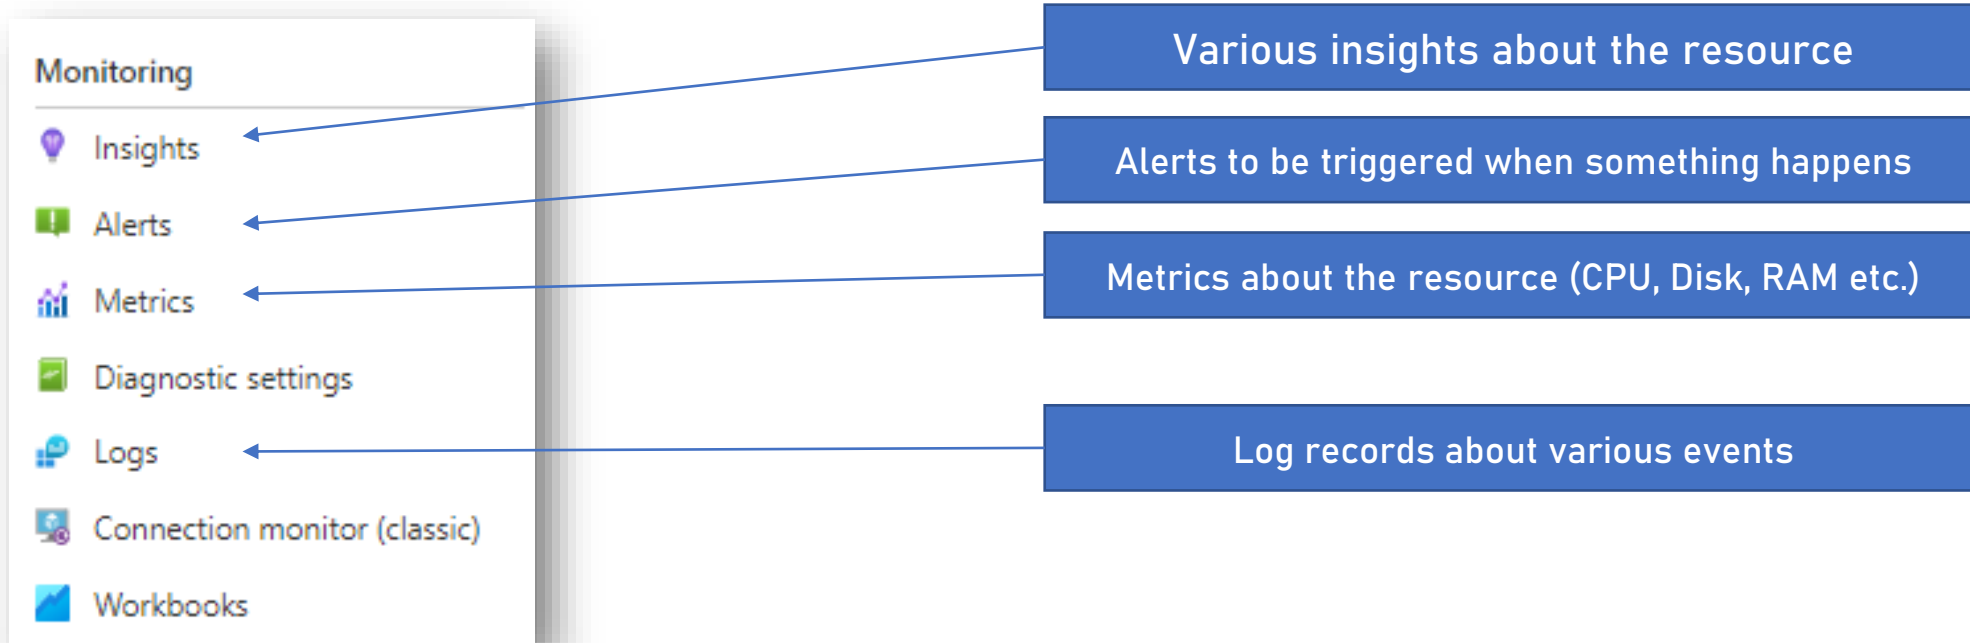 Monitoring
Insights
Alerts
Metrics
Diagnostic settings
Logs
Connection monitor (classic)
Workbooks
Various insights about the resource
Alerts to be triggered when something happens
Metrics about the resource (CPU, Disk, RAM etc.)
Log records about various events